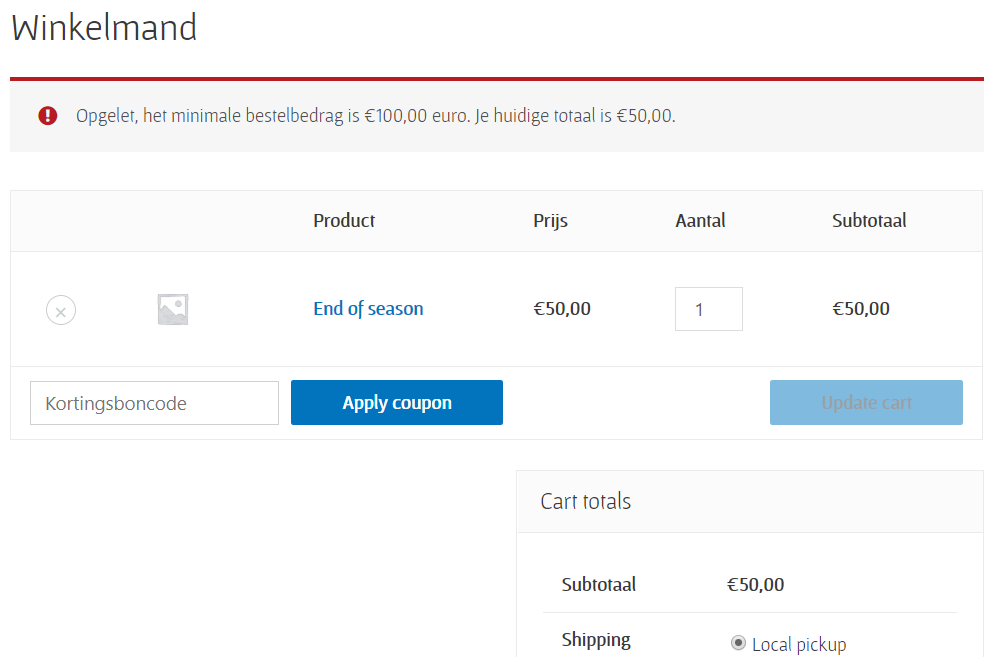 Winkelmand
Opgelet, het minimale bestelbedrag is €100,00 euro. Je huidige totaal is €50,00.
Product Prijs Aantal Subtotaal
End of season €50,00 1 €50,00
Kortingsboncode Apply coupon Update cart
Cart totals
Subtotaal €50,00
Shipping Local pickup